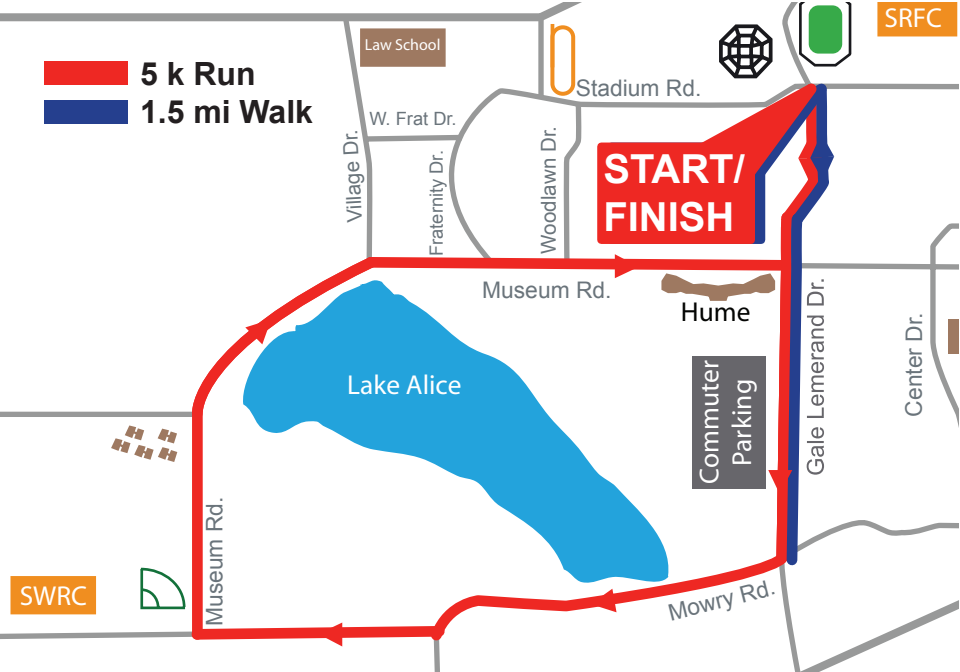 SRFC
Law School
5 k Run
1.5 mi Walk
Stadium Rd.
W. Frat Dr.
Village Dr.
Fraternity Dr.
Woodlawn Dr.
START/
FINISH
Museum Rd.
Hume
Gale Lemerand Dr.
Center Dr.
Lake Alice
Commuter
Parking
Museum Rd.
SWRC
Mowry Rd.